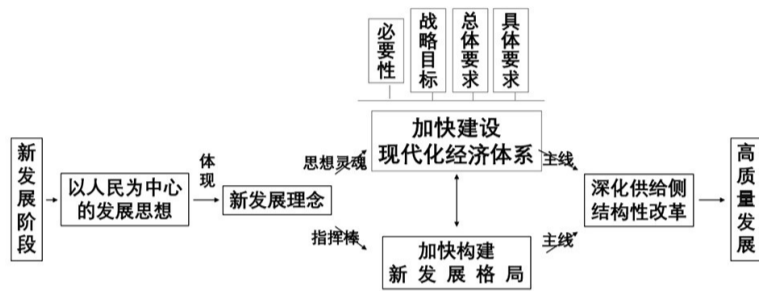 必要性
战略目标
总体要求
具体要求
加快建设
现代化经济体系
新发展阶段
以人民为中心
的发展思想
体现
新发展理念
思想灵魂
指挥棒
加快构建
新发展格局
主线
主线
深化供给侧
结构性改革
高质量发展